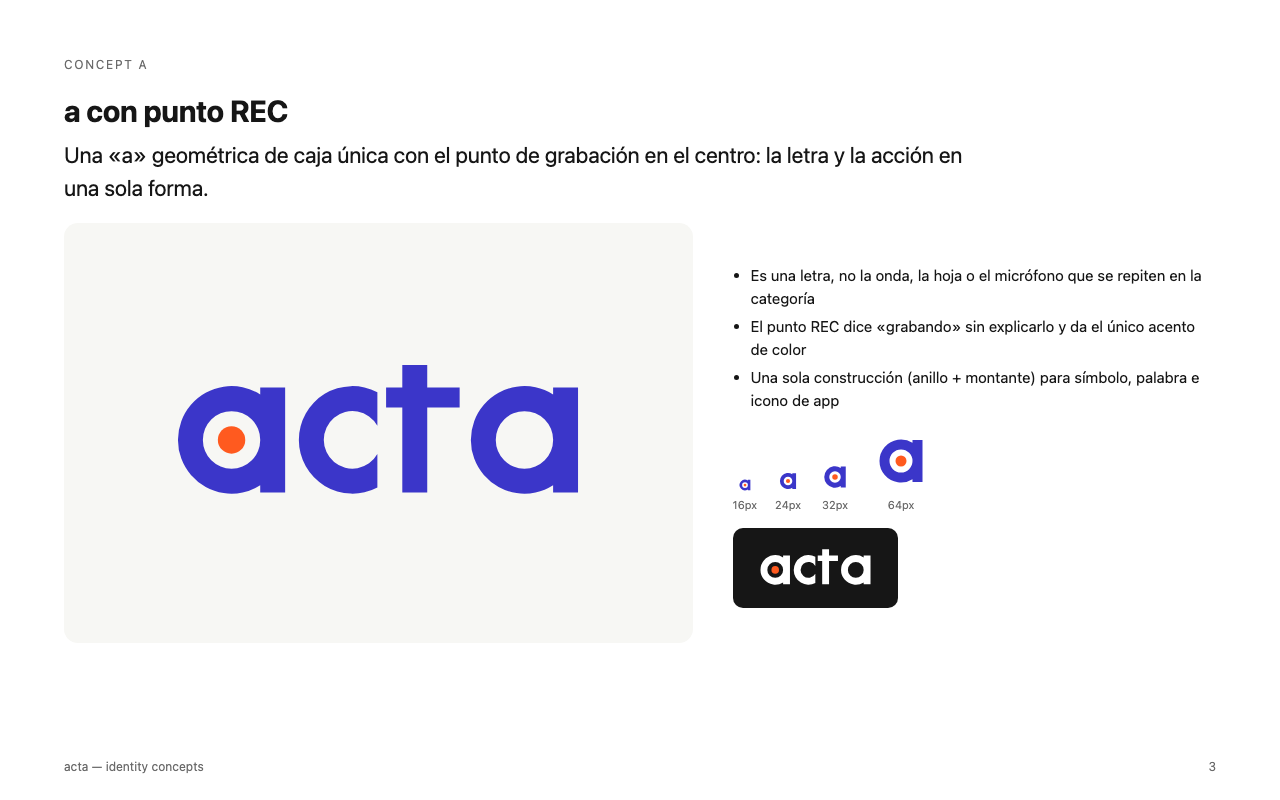 CONCEPT A
a con punto REC
Una «a» geométrica de caja única con el punto de grabación en el centro: la letra y la acción en
una sola forma.
acta
• Es una letra, no la onda, la hoja o el micrófono que se repiten en la
categoría
• El punto REC dice «grabando» sin explicarlo y da el único acento
de color
• Una sola construcción (anillo + montante) para símbolo, palabra e
icono de app
a a a a
16px 24px 32px 64px
acta
acta — identity concepts 3